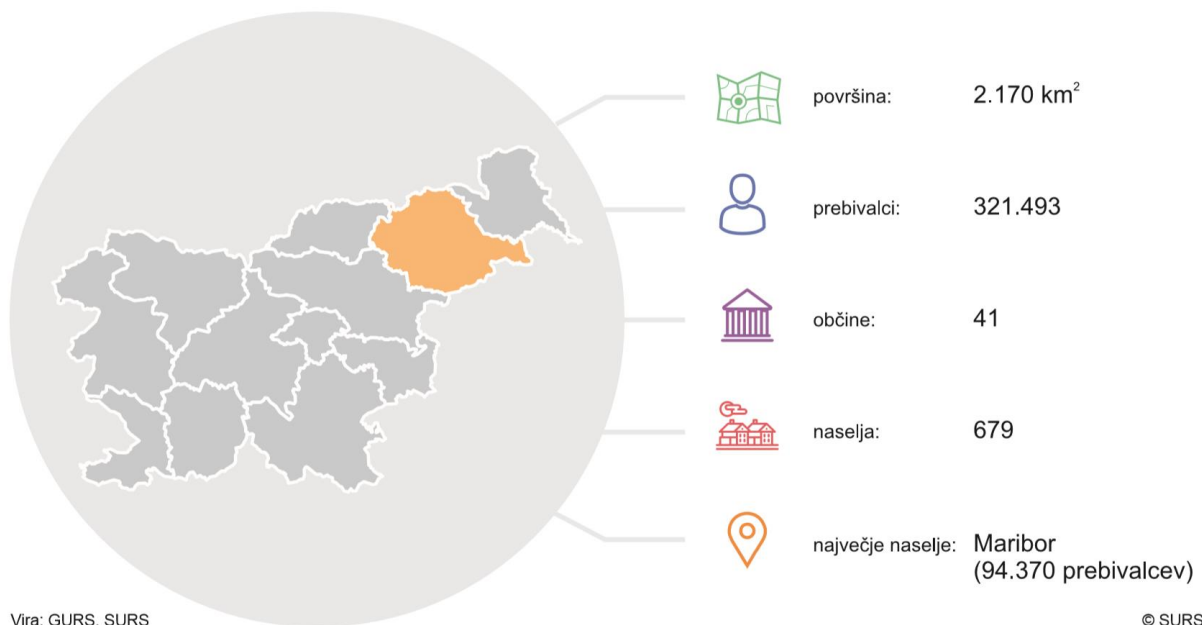 površina: 2.170 km²
prebivalci: 321.493
občine: 41
naselja: 679
največje naselje: Maribor
(94.370 prebivalcev)
Vira: GURS, SURS
© SURS